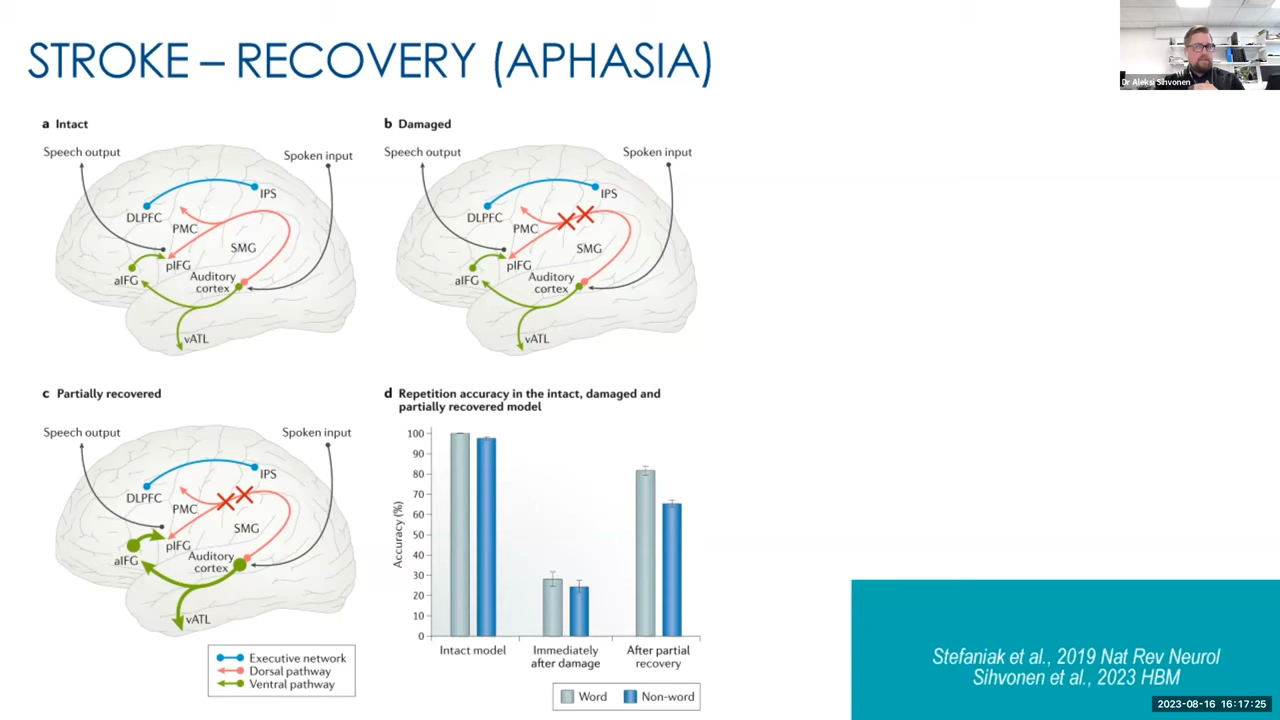 STROKE – RECOVERY (APHASIA)
Dr Aleksi Sihvonen
a Intact
Speech output
Spoken input
IPS
DLPFC
PMC
SMG
pIFG
aIFG
Auditory
cortex
vATL
b Damaged
Speech output
Spoken input
IPS
DLPFC
PMC
SMG
pIFG
aIFG
Auditory
cortex
vATL
c Partially recovered
Speech output
Spoken input
IPS
DLPFC
PMC
SMG
pIFG
aIFG
Auditory
cortex
vATL
Executive network
Dorsal pathway
Ventral pathway
d Repetition accuracy in the intact, damaged and
partially recovered model
Accuracy (%)
100
90
80
70
60
50
40
30
20
10
0
Intact model
Immediately
after damage
After partial
recovery
Word
Non-word
Stefaniak et al., 2019 Nat Rev Neurol
Sihvonen et al., 2023 HBM
2023-08-16 16:17:25